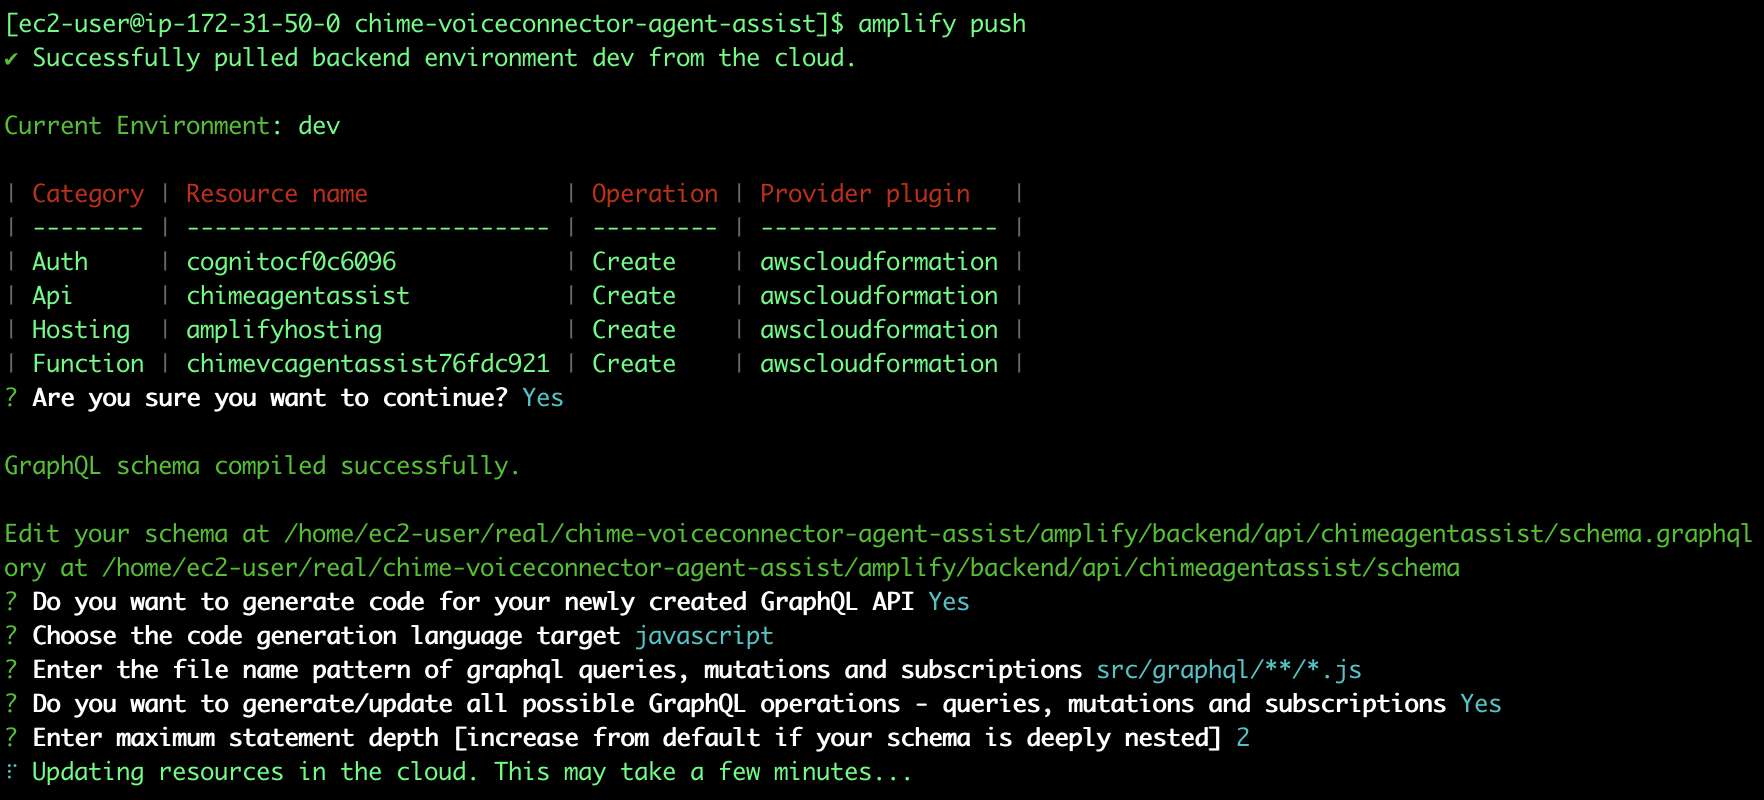 [ec2-user@ip-172-31-50-0 chime-voiceconnector-agent-assist]$ amplify push
✔ Successfully pulled backend environment dev from the cloud.
Current Environment: dev
| Category | Resource name             | Operation | Provider plugin   |
| -------- | -------------------------- | --------- | ----------------- |
| Auth     | cognitocf0c6096           | Create    | awscloudformation |
| Api      | chimeagentassist          | Create    | awscloudformation |
| Hosting  | amplifyhosting            | Create    | awscloudformation |
| Function | chimevcagentassist76fdc921 | Create    | awscloudformation |
? Are you sure you want to continue? Yes
GraphQL schema compiled successfully.
Edit your schema at /home/ec2-user/real/chime-voiceconnector-agent-assist/amplify/backend/api/chimeagentassist/schema.graphql
ory at /home/ec2-user/real/chime-voiceconnector-agent-assist/amplify/backend/api/chimeagentassist/schema
? Do you want to generate code for your newly created GraphQL API Yes
? Choose the code generation language target javascript
? Enter the file name pattern of graphql queries, mutations and subscriptions src/graphql/**/*.js
? Do you want to generate/update all possible GraphQL operations - queries, mutations and subscriptions Yes
? Enter maximum statement depth [increase from default if your schema is deeply nested] 2
⠏ Updating resources in the cloud. This may take a few minutes...